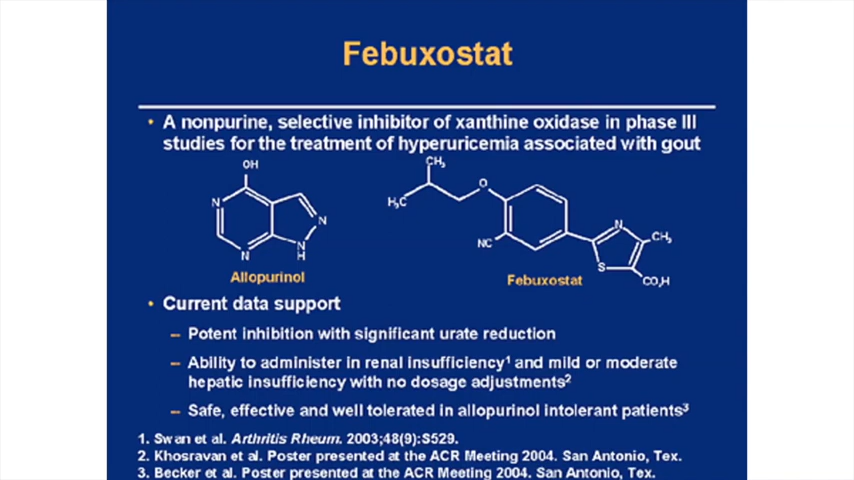 Febuxostat
• A nonpurine, selective inhibitor of xanthine oxidase in phase III
studies for the treatment of hyperuricemia associated with gout
OH
N
N
N
N
H
Allopurinol
CH₃
H₃C
O
NC
N
S
CH₃
CO₂H
Febuxostat
• Current data support
– Potent inhibition with significant urate reduction
– Ability to administer in renal insufficiency¹ and mild or moderate
hepatic insufficiency with no dosage adjustments²
– Safe, effective and well tolerated in allopurinol intolerant patients³
1. Swan et al. Arthritis Rheum. 2003;48(9):S529.
2. Khosravan et al. Poster presented at the ACR Meeting 2004. San Antonio, Tex.
3. Becker et al. Poster presented at the ACR Meeting 2004. San Antonio, Tex.